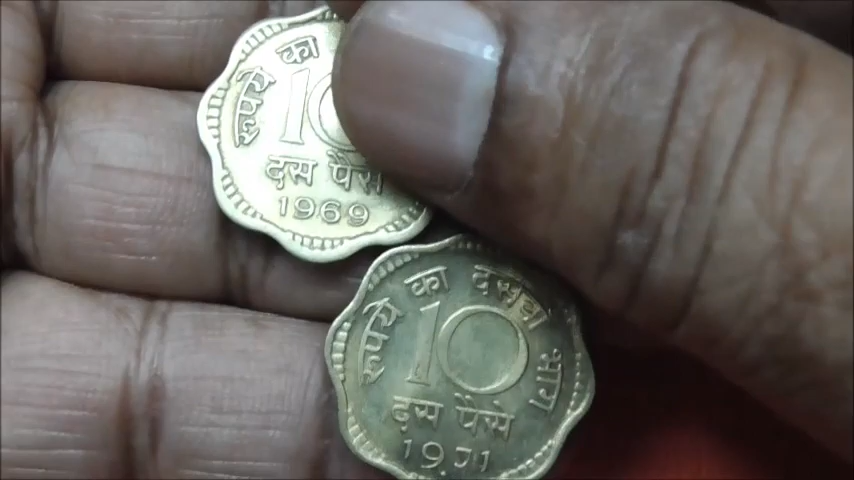 रुपये का
10
दस पैसे
1969
रुपये का दसवां भाग
10
दस पैसे
1971